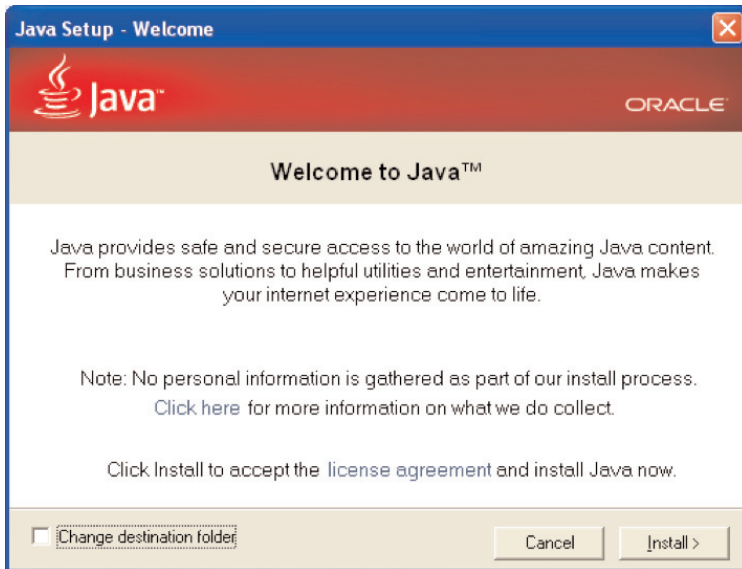 Java Setup - Welcome
Java™
ORACLE
Welcome to Java™
Java provides safe and secure access to the world of amazing Java content.
From business solutions to helpful utilities and entertainment, Java makes
your internet experience come to life.
Note: No personal information is gathered as part of our install process.
Click here for more information on what we do collect.
Click Install to accept the license agreement and install Java now.
Change destination folder
Cancel
Install >